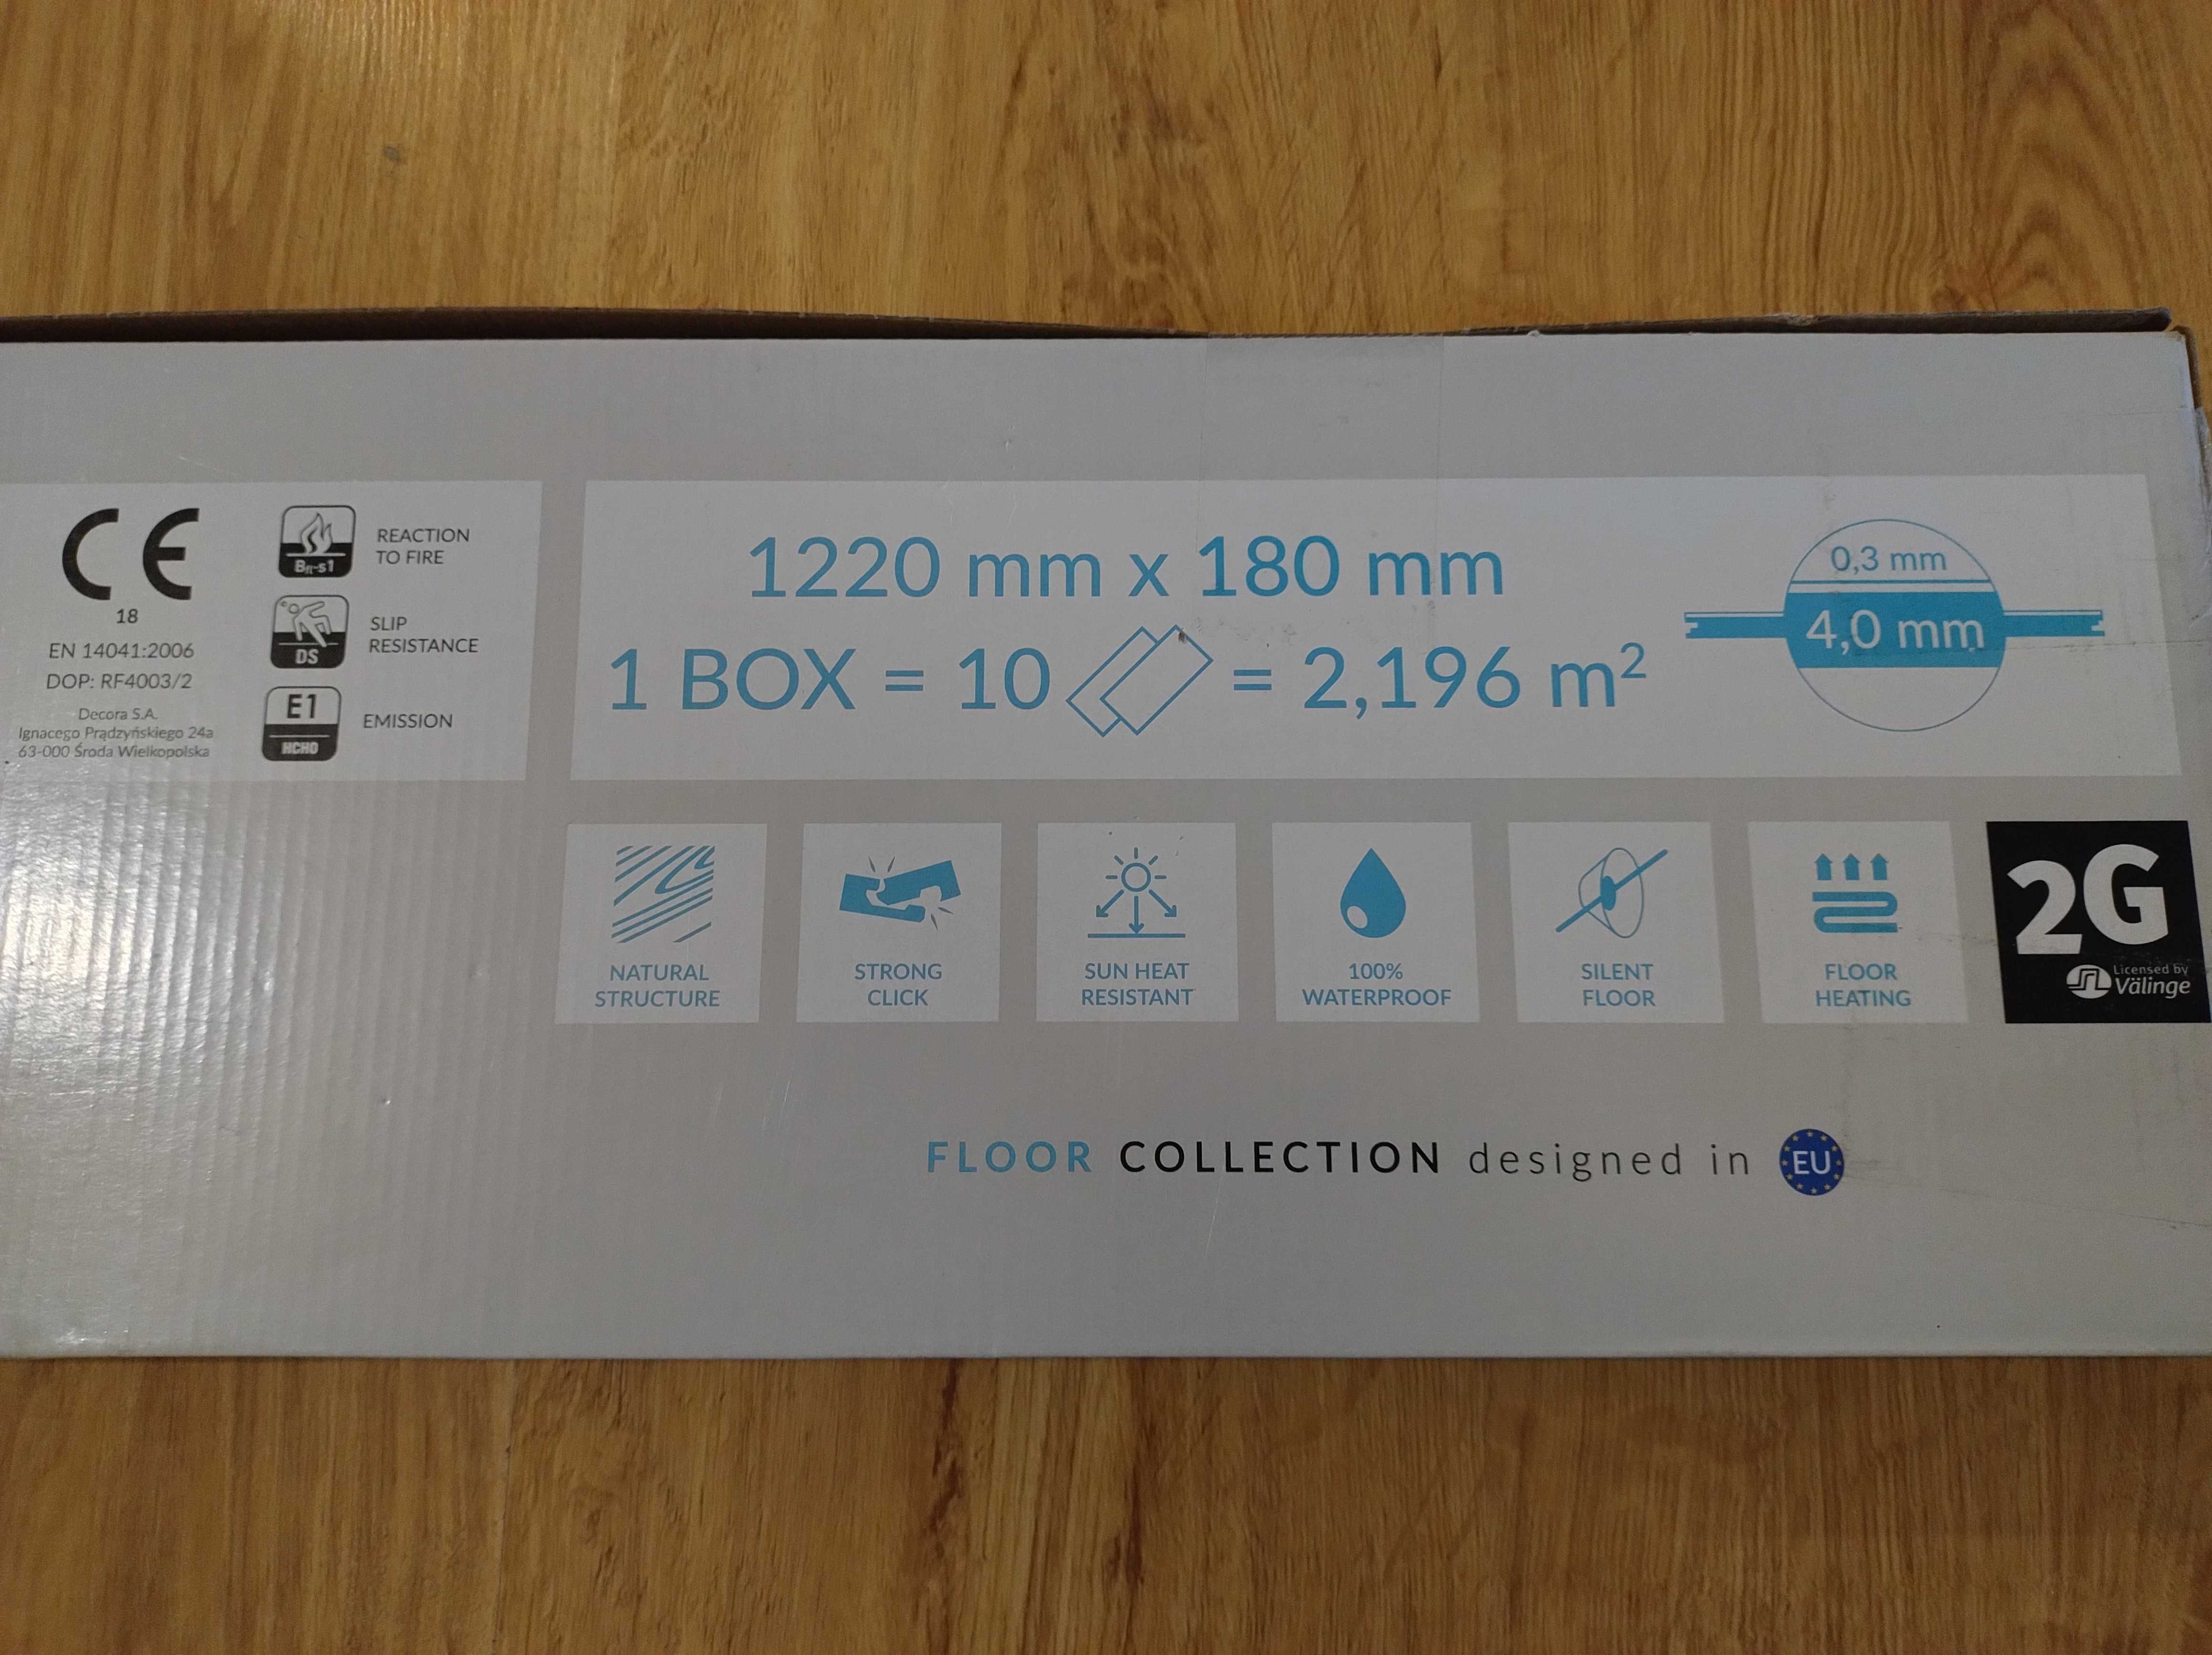 CE
18
EN 14041:2006
DOP: RF4003/2
Decora S.A.
Ignacego Prądzyńskiego 24a
63-000 Środa Wielkopolska
Bfl-s1
REACTION
TO FIRE
DS
SLIP
RESISTANCE
E1
HCHO
EMISSION
1220 mm x 180 mm
1 BOX = 10 = 2,196 m²
0,3 mm
4,0 mm
NATURAL
STRUCTURE
STRONG
CLICK
SUN HEAT
RESISTANT
100%
WATERPROOF
SILENT
FLOOR
FLOOR
HEATING
2G
Licensed by
Välinge
FLOOR COLLECTION designed in EU